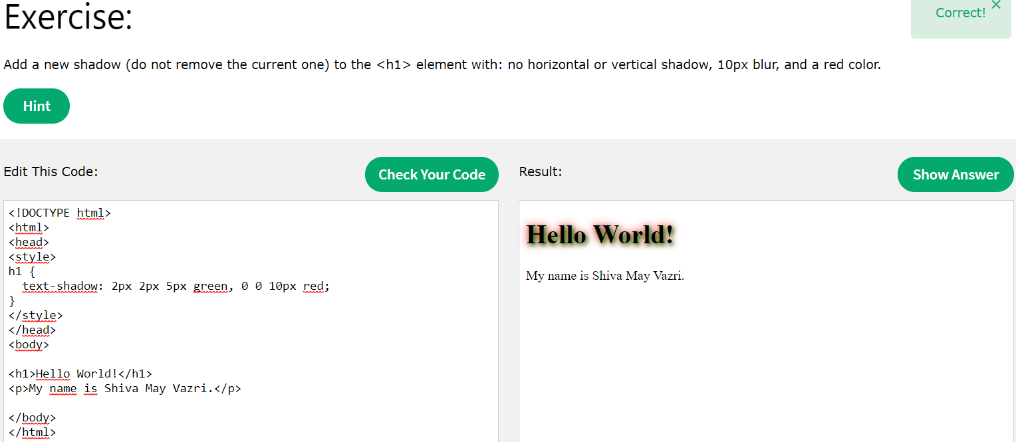 Exercise:
Correct! ×
Add a new shadow (do not remove the current one) to the <h1> element with: no horizontal or vertical shadow, 10px blur, and a red color.
Hint
Edit This Code:
Check Your Code
<!DOCTYPE html>
<html>
<head>
<style>
h1 {
  text-shadow: 2px 2px 5px green, 0 0 10px red;
}
</style>
</head>
<body>

<h1>Hello World!</h1>
<p>My name is Shiva May Vazri.</p>

</body>
</html>
Result:
Show Answer
Hello World!
My name is Shiva May Vazri.